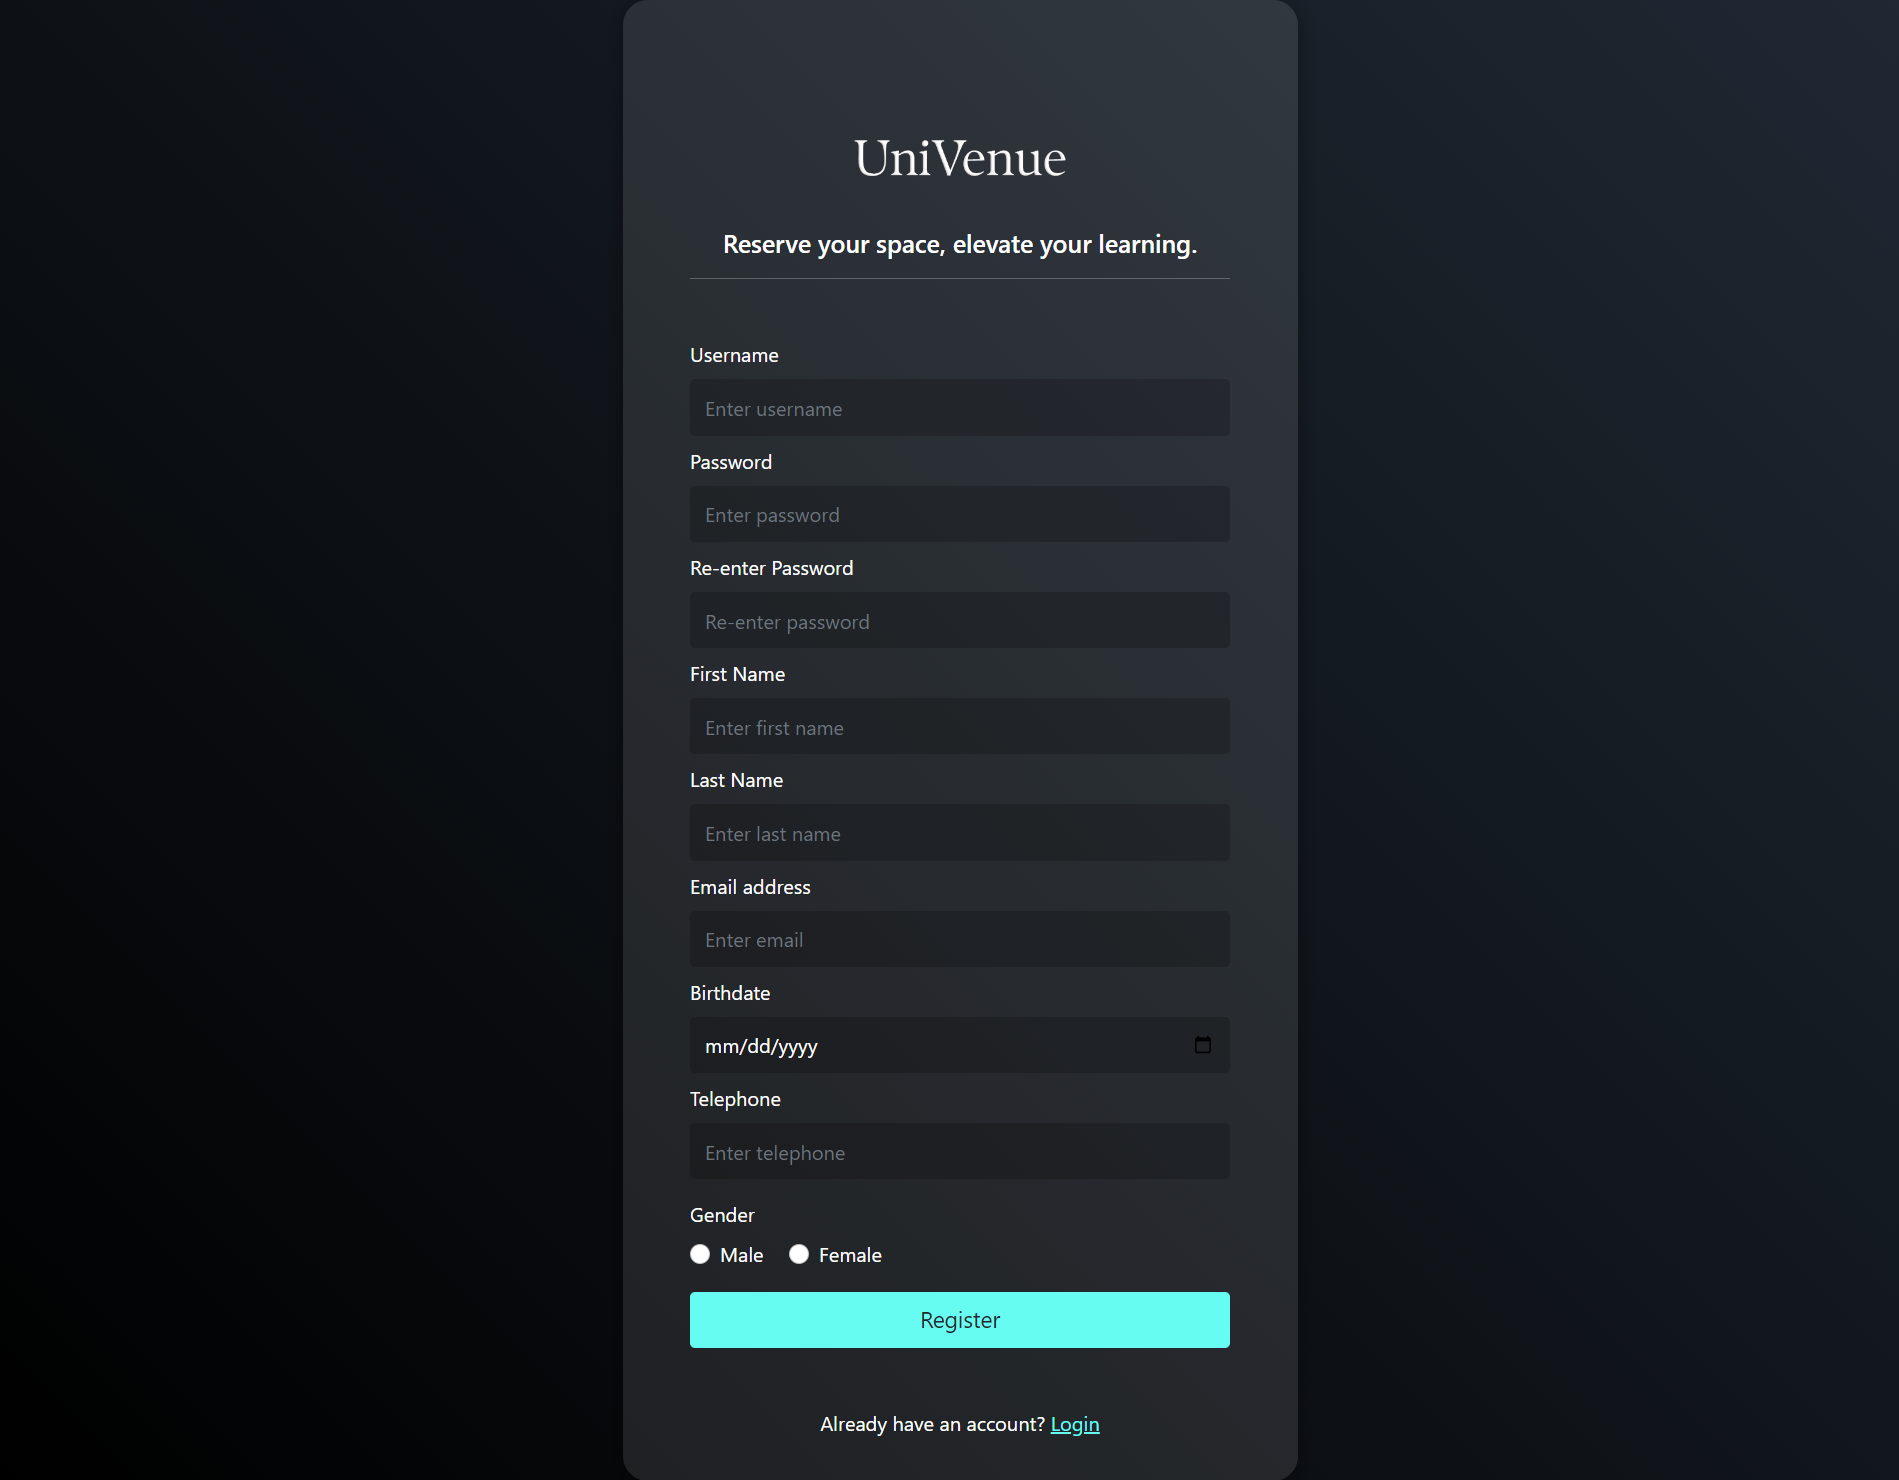 UniVenue
Reserve your space, elevate your learning.
Username
Enter username
Password
Enter password
Re-enter Password
Re-enter password
First Name
Enter first name
Last Name
Enter last name
Email address
Enter email
Birthdate
mm/dd/yyyy
Telephone
Enter telephone
Gender
Male Female
Register
Already have an account? Login